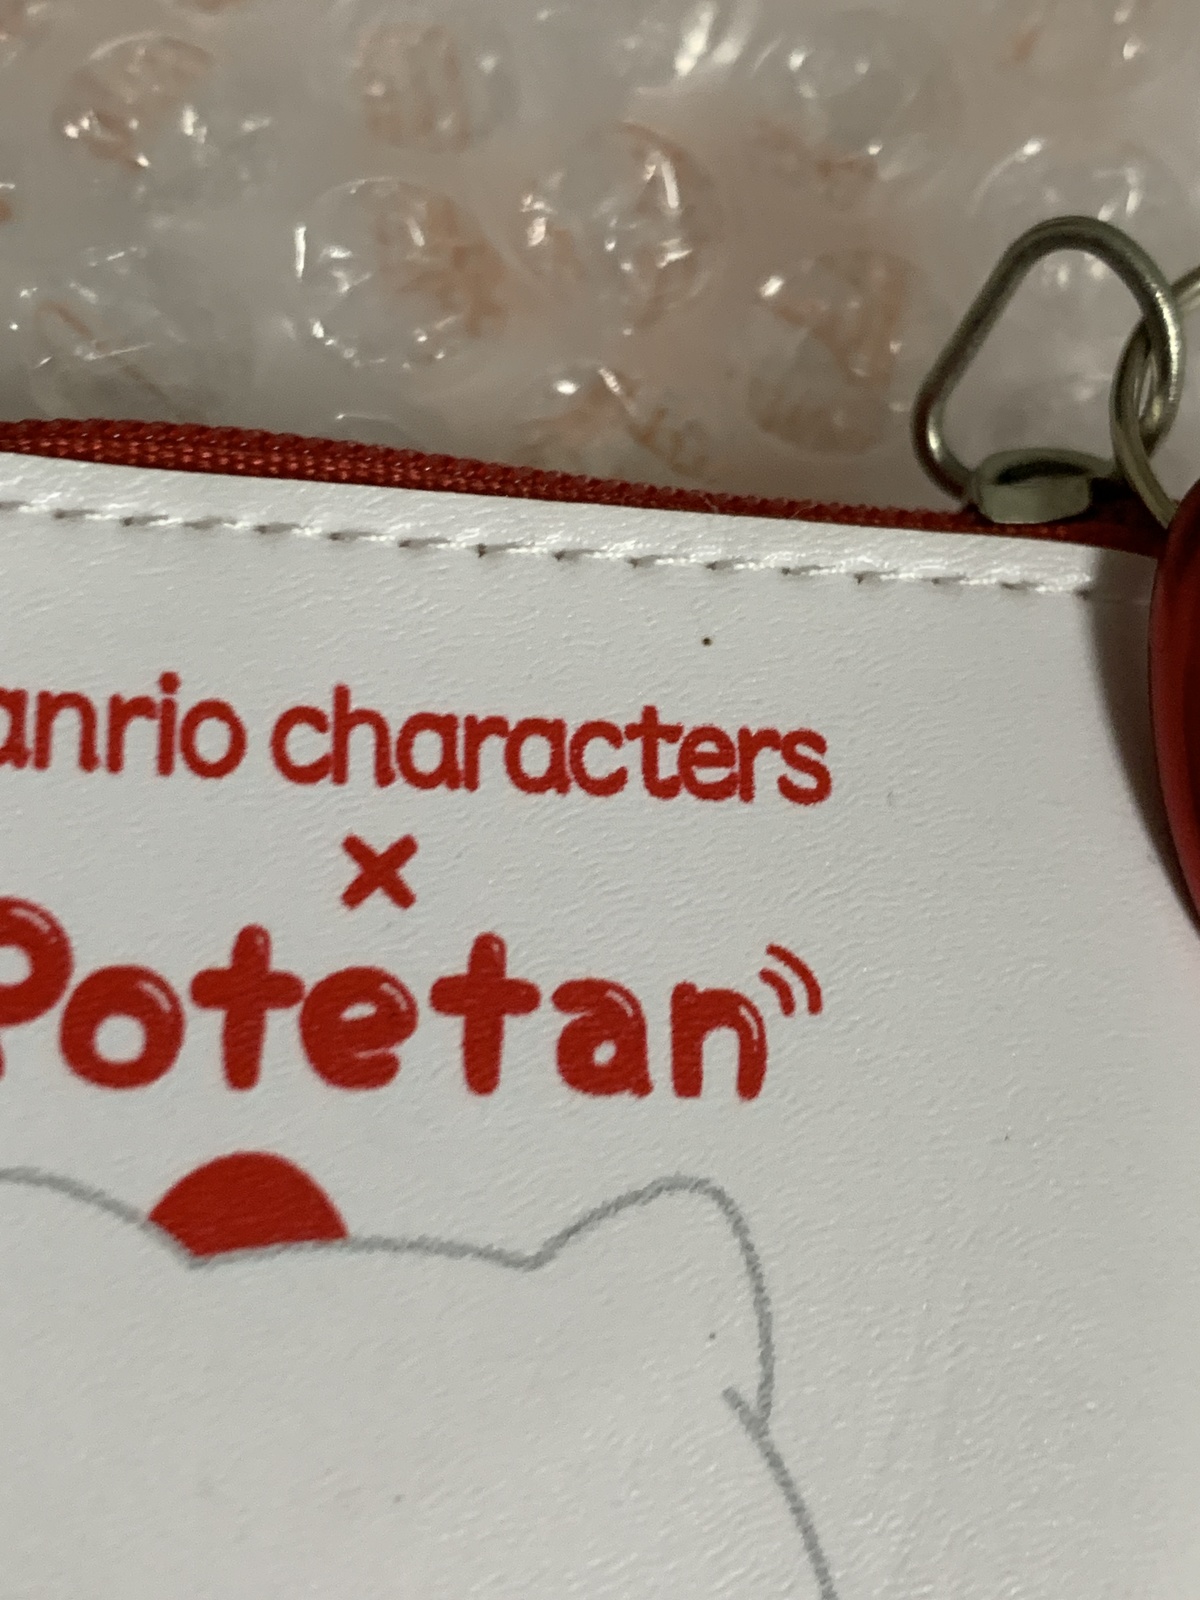 anrio characters
×
Potetan